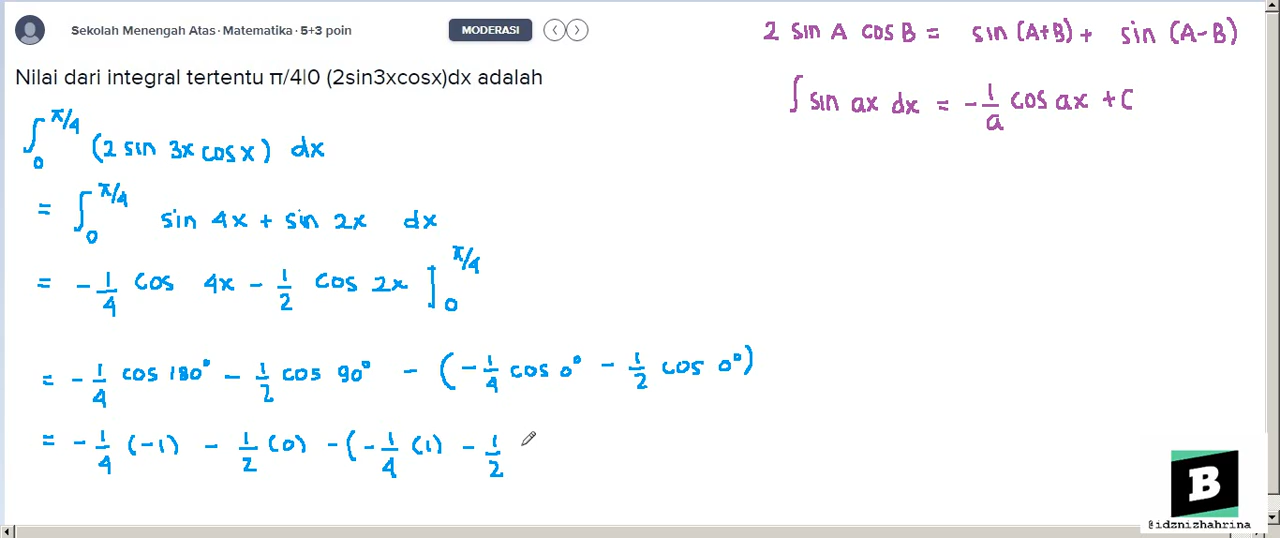 Sekolah Menengah Atas · Matematika · 5+3 poin
MODERASI
2 sin A cos B = sin (A+B) + sin (A-B)
Nilai dari integral tertentu π/4|0 (2sin3xcosx)dx adalah
∫ sin ax dx = - 1/a cos ax + C
∫₀^π/4 (2 sin 3x cos x) dx
= ∫₀^π/4 sin 4x + sin 2x dx
= - 1/4 cos 4x - 1/2 cos 2x ]₀^π/4
= - 1/4 cos 180° - 1/2 cos 90° - (- 1/4 cos 0° - 1/2 cos 0°)
= - 1/4 (-1) - 1/2 (0) - (- 1/4 (1) - 1/2
B
@idznizhahrina